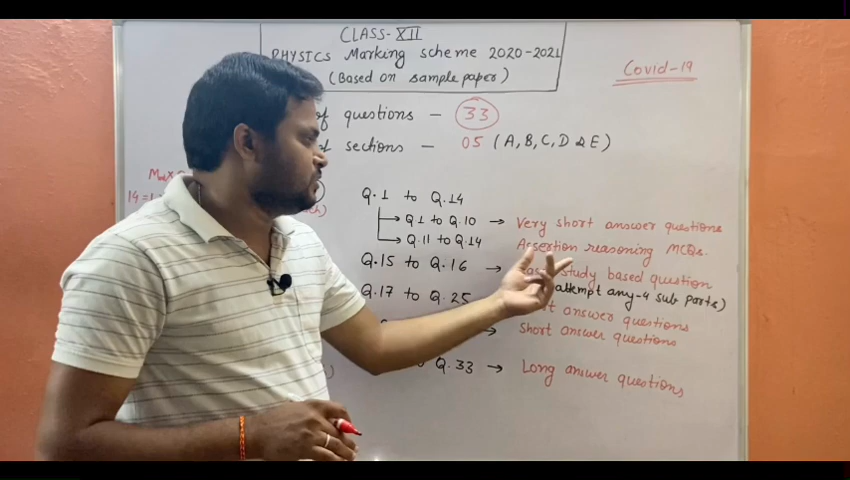 CLASS-XII
PHYSICS Marking scheme 2020-2021
(Based on sample paper)
Covid-19
of questions - 33
of sections - 05 (A, B, C, D & E)
Q.1 to Q.14
Q.1 to Q.10 → Very short answer questions
Q.11 to Q.14 Assertion reasoning MCQs.
Q.15 to Q.16 → study based question
attempt any-4 sub parts)
Q.17 to Q.25 answer questions
→ Short answer questions
Q.33 → Long answer questions
14=